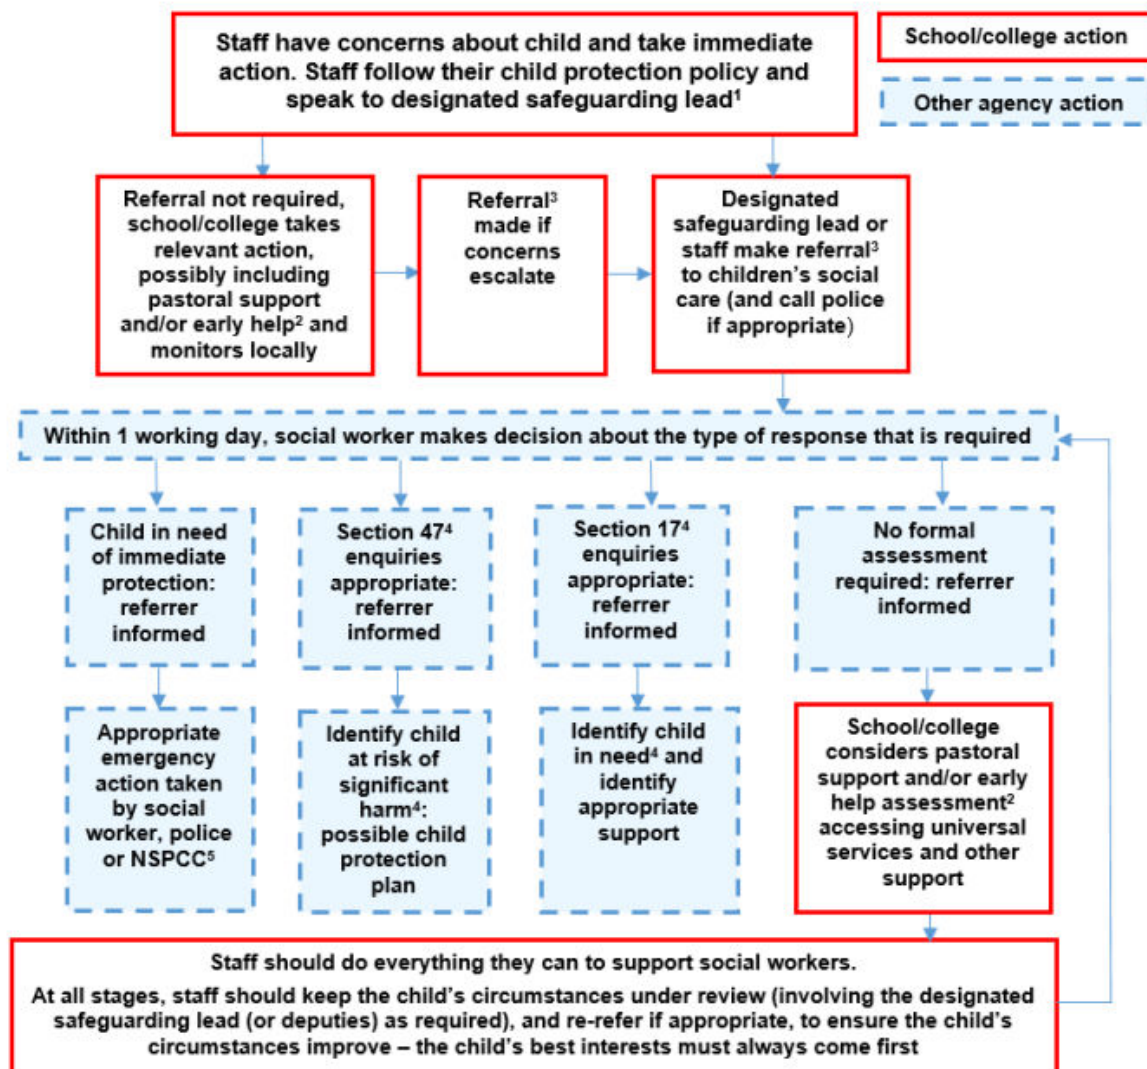 Staff have concerns about child and take immediate
action. Staff follow their child protection policy and
speak to designated safeguarding lead¹
School/college action
Other agency action
Referral not required,
school/college takes
relevant action,
possibly including
pastoral support
and/or early help² and
monitors locally
Referral³
made if
concerns
escalate
Designated
safeguarding lead or
staff make referral³
to children's social
care (and call police
if appropriate)
Within 1 working day, social worker makes decision about the type of response that is required
Child in need
of immediate
protection:
referrer
informed
Section 47⁴
enquiries
appropriate:
referrer
informed
Section 17⁴
enquiries
appropriate:
referrer
informed
No formal
assessment
required: referrer
informed
Appropriate
emergency
action taken
by social
worker, police
or NSPCC⁵
Identify child
at risk of
significant
harm⁴:
possible child
protection
plan
Identify child
in need⁴ and
identify
appropriate
support
School/college
considers pastoral
support and/or early
help assessment²
accessing universal
services and other
support
Staff should do everything they can to support social workers.
At all stages, staff should keep the child's circumstances under review (involving the designated
safeguarding lead (or deputies) as required), and re-refer if appropriate, to ensure the child's
circumstances improve – the child's best interests must always come first